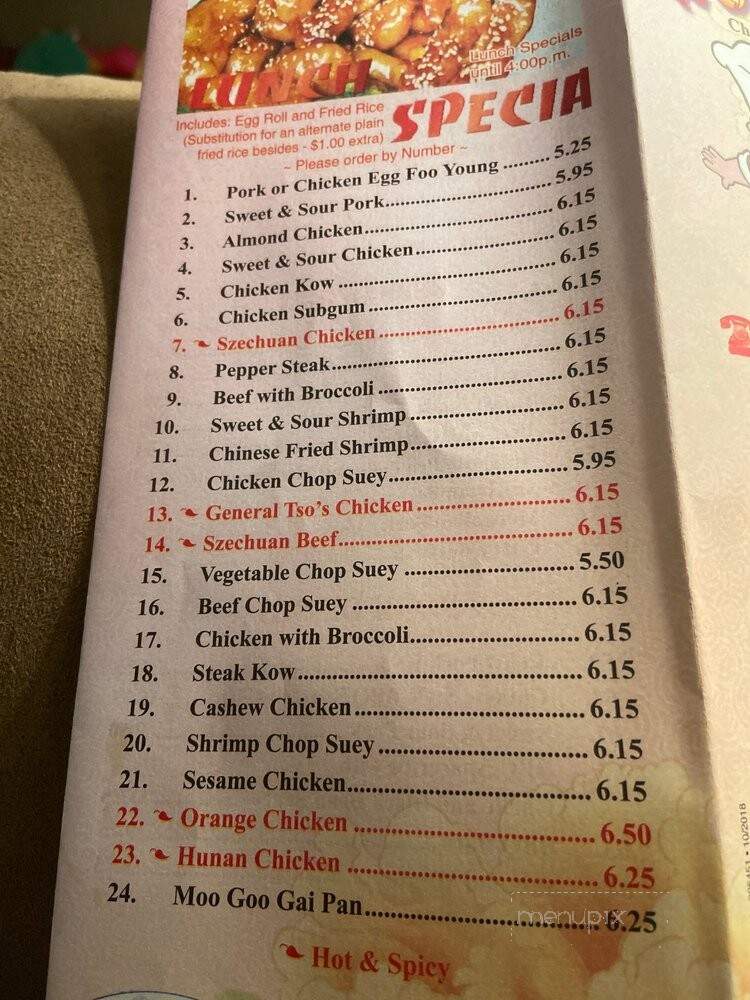 Lunch Specials
until 4:00p.m.
LUNCH SPECIA
Includes: Egg Roll and Fried Rice
(Substitution for an alternate plain
fried rice besides - $1.00 extra)
~ Please order by Number ~
1. Pork or Chicken Egg Foo Young ........ 5.25
2. Sweet & Sour Pork............................ 5.95
3. Almond Chicken................................ 6.15
4. Sweet & Sour Chicken....................... 6.15
5. Chicken Kow .................................... 6.15
6. Chicken Subgum ............................... 6.15
7. Szechuan Chicken ............................. 6.15
8. Pepper Steak..................................... 6.15
9. Beef with Broccoli ............................. 6.15
10. Sweet & Sour Shrimp ......................... 6.15
11. Chinese Fried Shrimp......................... 6.15
12. Chicken Chop Suey............................ 5.95
13. General Tso's Chicken ........................ 6.15
14. Szechuan Beef................................... 6.15
15. Vegetable Chop Suey .......................... 5.50
16. Beef Chop Suey ................................. 6.15
17. Chicken with Broccoli......................... 6.15
18. Steak Kow......................................... 6.15
19. Cashew Chicken ................................. 6.15
20. Shrimp Chop Suey.............................. 6.15
21. Sesame Chicken.................................. 6.15
22. Orange Chicken .................................. 6.50
23. Hunan Chicken ................................... 6.25
24. Moo Goo Gai Pan................................ 6.25
Hot & Spicy
menupix
10/2018